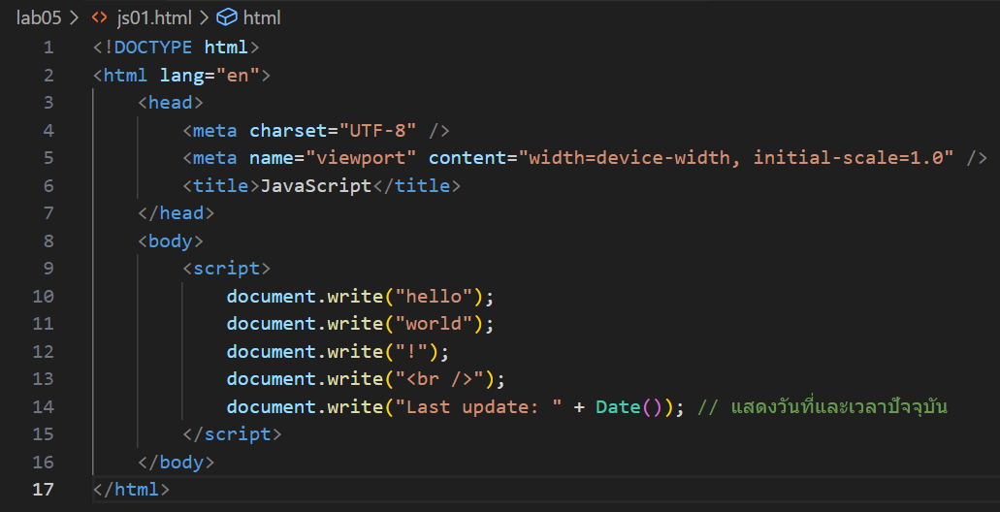 lab05 > <> js01.html > html
1 <!DOCTYPE html>
2 <html lang="en">
3     <head>
4         <meta charset="UTF-8" />
5         <meta name="viewport" content="width=device-width, initial-scale=1.0" />
6         <title>JavaScript</title>
7     </head>
8     <body>
9         <script>
10             document.write("hello");
11             document.write("world");
12             document.write("!");
13             document.write("<br />");
14             document.write("Last update: " + Date()); // แสดงวันที่และเวลาปัจจุบัน
15         </script>
16     </body>
17 </html>